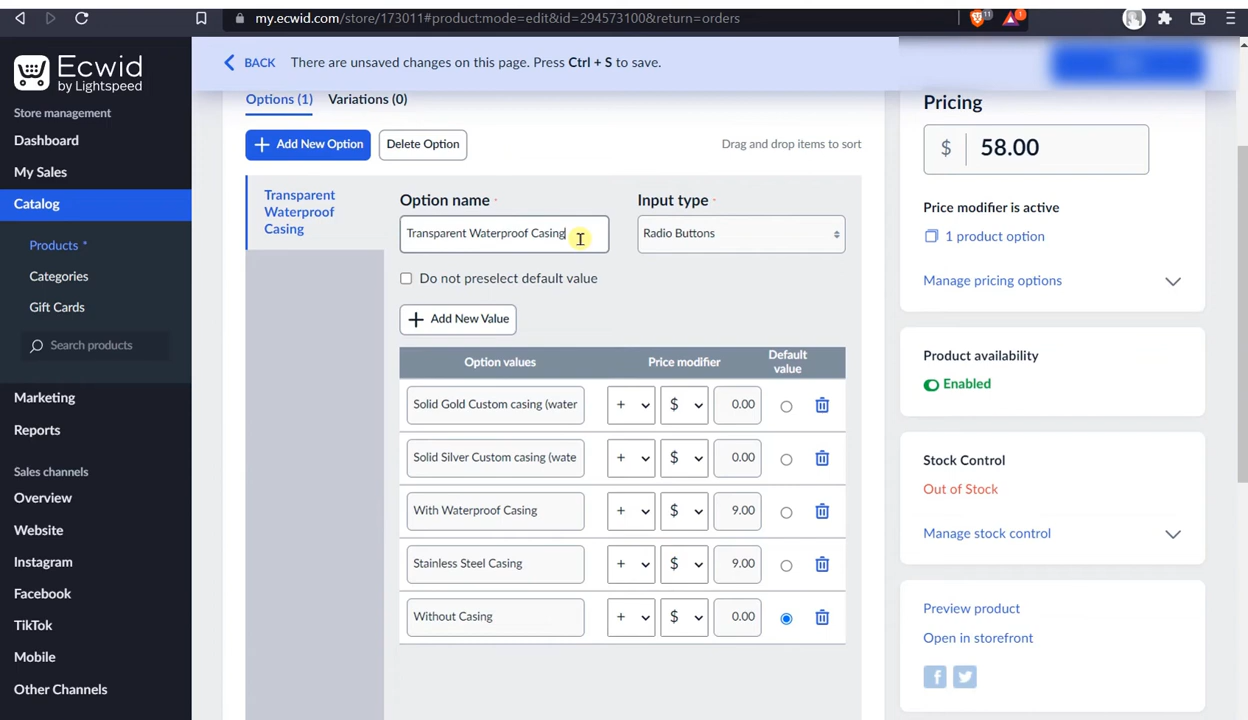 my.ecwid.com/store/173011#product:mode=edit&id=294573100&return=orders
11
1
Ecwid
by Lightspeed
Store management
Dashboard
My Sales
Catalog
Products *
Categories
Gift Cards
Search products
Marketing
Reports
Sales channels
Overview
Website
Instagram
Facebook
TikTok
Mobile
Other Channels
BACK There are unsaved changes on this page. Press Ctrl + S to save.
Options (1) Variations (0)
+ Add New Option Delete Option Drag and drop items to sort
Transparent
Waterproof
Casing
Option name * Input type *
Transparent Waterproof Casing Radio Buttons
Do not preselect default value
+ Add New Value
Option values Price modifier Default value
Solid Gold Custom casing (water + $ 0.00
Solid Silver Custom casing (wate + $ 0.00
With Waterproof Casing + $ 9.00
Stainless Steel Casing + $ 9.00
Without Casing + $ 0.00
Pricing
$ 58.00
Price modifier is active
1 product option
Manage pricing options
Product availability
Enabled
Stock Control
Out of Stock
Manage stock control
Preview product
Open in storefront